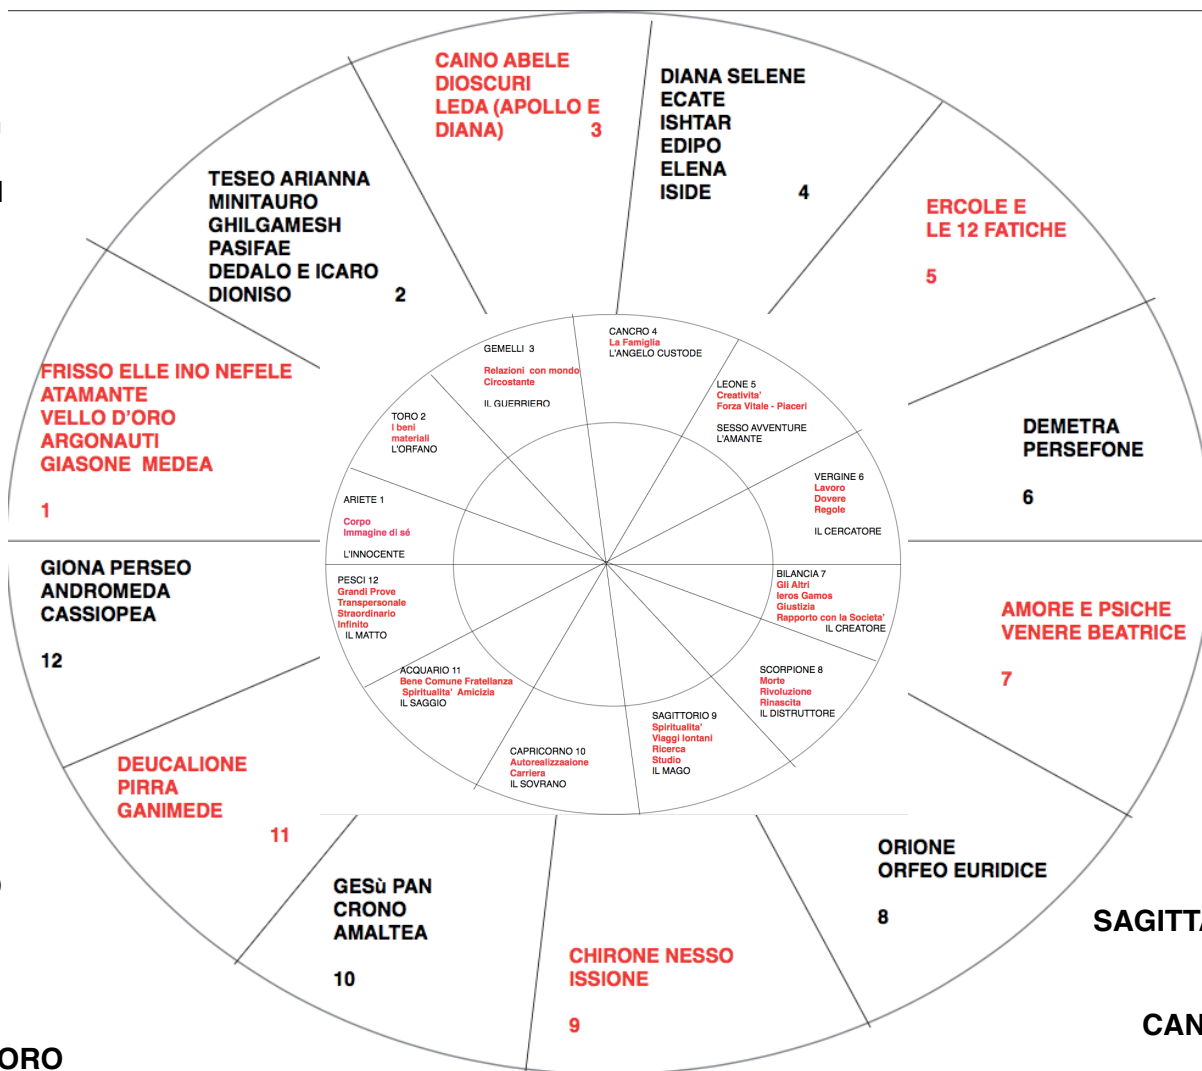 CAINO ABELE
DIOSCURI
LEDA (APOLLO E
DIANA) 3
DIANA SELENE
ECATE
ISHTAR
EDIPO
ELENA
ISIDE 4
TESEO ARIANNA
MINITAURO
GHILGAMESH
PASIFAE
DEDALO E ICARO
DIONISO 2
ERCOLE E
LE 12 FATICHE
5
FRISSO ELLE INO NEFELE
ATAMANTE
VELLO D'ORO
ARGONAUTI
GIASONE MEDEA
1
DEMETRA
PERSEFONE
6
GEMELLI 3
Relazioni con mondo
Circostante
IL GUERRIERO
CANCRO 4
La Famiglia
L'ANGELO CUSTODE
LEONE 5
Creativita'
Forza Vitale - Piaceri
SESSO AVVENTURE
L'AMANTE
TORO 2
I beni
materiali
L'ORFANO
VERGINE 6
Lavoro
Dovere
Regole
IL CERCATORE
ARIETE 1
Corpo
Immagine di sé
L'INNOCENTE
PESCI 12
Grandi Prove
Transpersonale
Straordinario
Infinito
IL MATTO
BILANCIA 7
Gli Altri
Ieros Gamos
Giustizia
Rapporto con la Societa'
IL CREATORE
ACQUARIO 11
Bene Comune Fratellanza
Spiritualita' Amicizia
IL SAGGIO
SCORPIONE 8
Morte
Rivoluzione
Rinascita
IL DISTRUTTORE
CAPRICORNO 10
Autorealizzaaione
Carriera
IL SOVRANO
SAGITTORIO 9
Spiritualita'
Viaggi lontani
Ricerca
Studio
IL MAGO
GIONA PERSEO
ANDROMEDA
CASSIOPEA
12
AMORE E PSICHE
VENERE BEATRICE
7
DEUCALIONE
PIRRA
GANIMEDE
11
ORIONE
ORFEO EURIDICE
8
GESù PAN
CRONO
AMALTEA
10
CHIRONE NESSO
ISSIONE
9
SAGITTA
CAN
ORO